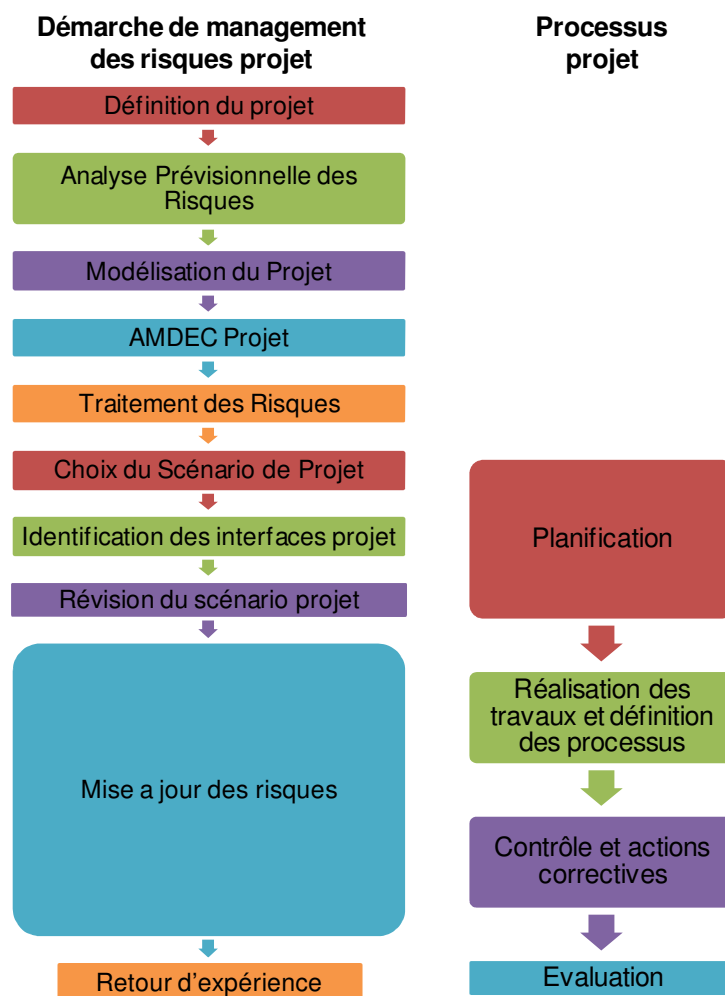 Démarche de management
des risques projet
Définition du projet
Analyse Prévisionnelle des
Risques
Modélisation du Projet
AMDEC Projet
Traitement des Risques
Choix du Scénario de Projet
Identification des interfaces projet
Révision du scénario projet
Mise a jour des risques
Retour d’expérience
Processus
projet
Planification
Réalisation des
travaux et définition
des processus
Contrôle et actions
correctives
Evaluation